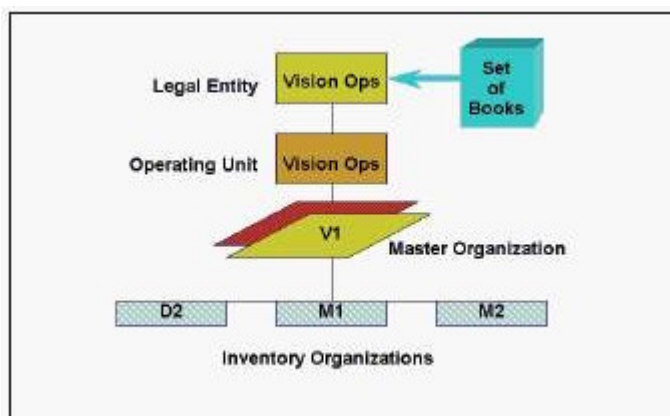 Legal Entity
Vision Ops
Set
of
Books
Operating Unit
Vision Ops
V1
Master Organization
D2
M1
M2
Inventory Organizations